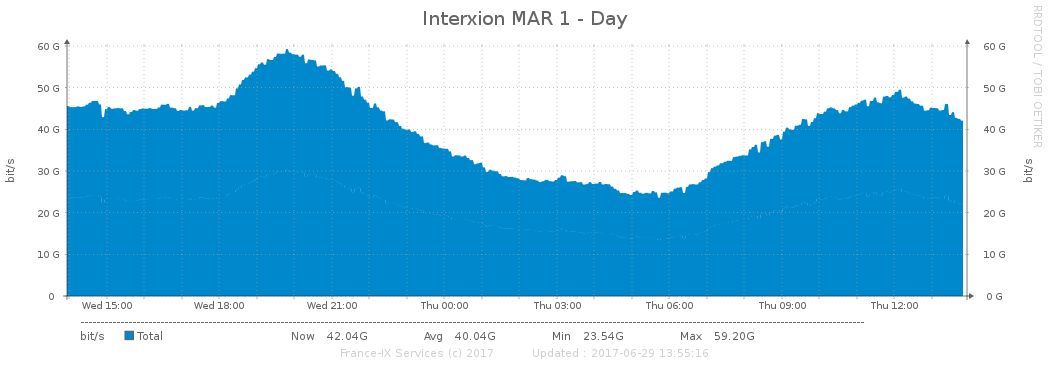 Interxion MAR 1 - Day
RRDTOOL / TOBI OETIKER
60 G 60 G
50 G 50 G
40 G 40 G
30 G 30 G
20 G 20 G
10 G 10 G
0 0 G
bit/s
bit/s
Wed 15:00 Wed 18:00 Wed 21:00 Thu 00:00 Thu 03:00 Thu 06:00 Thu 09:00 Thu 12:00
bit/s Total Now 42.04G Avg 40.04G Min 23.54G Max 59.20G
France-IX Services (c) 2017 Updated : 2017-06-29 13:55:16